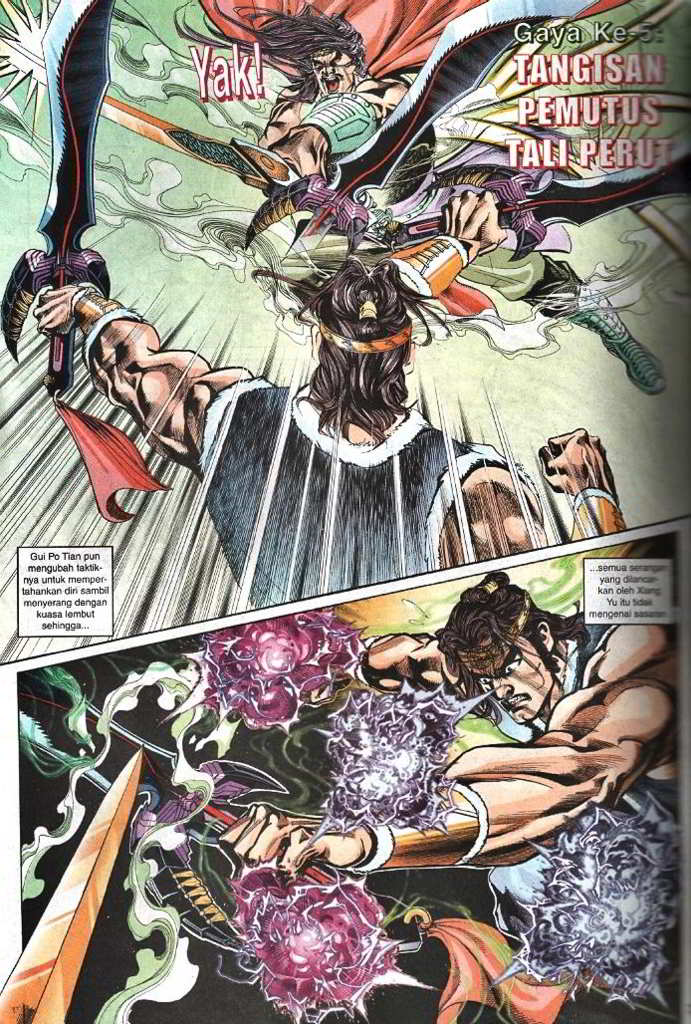 Yak!
Gaya Ke-5:
TANGISAN
PEMUTUS
TALI PERUT
Gui Po Tian pun
mengubah taktik-
nya untuk memper-
tahankan diri sambil
menyerang dengan
kuasa lembut
sehingga...
...semua serangan
yang dilancar-
kan oleh Xiang
Yu itu tidak
mengenai sasaran.